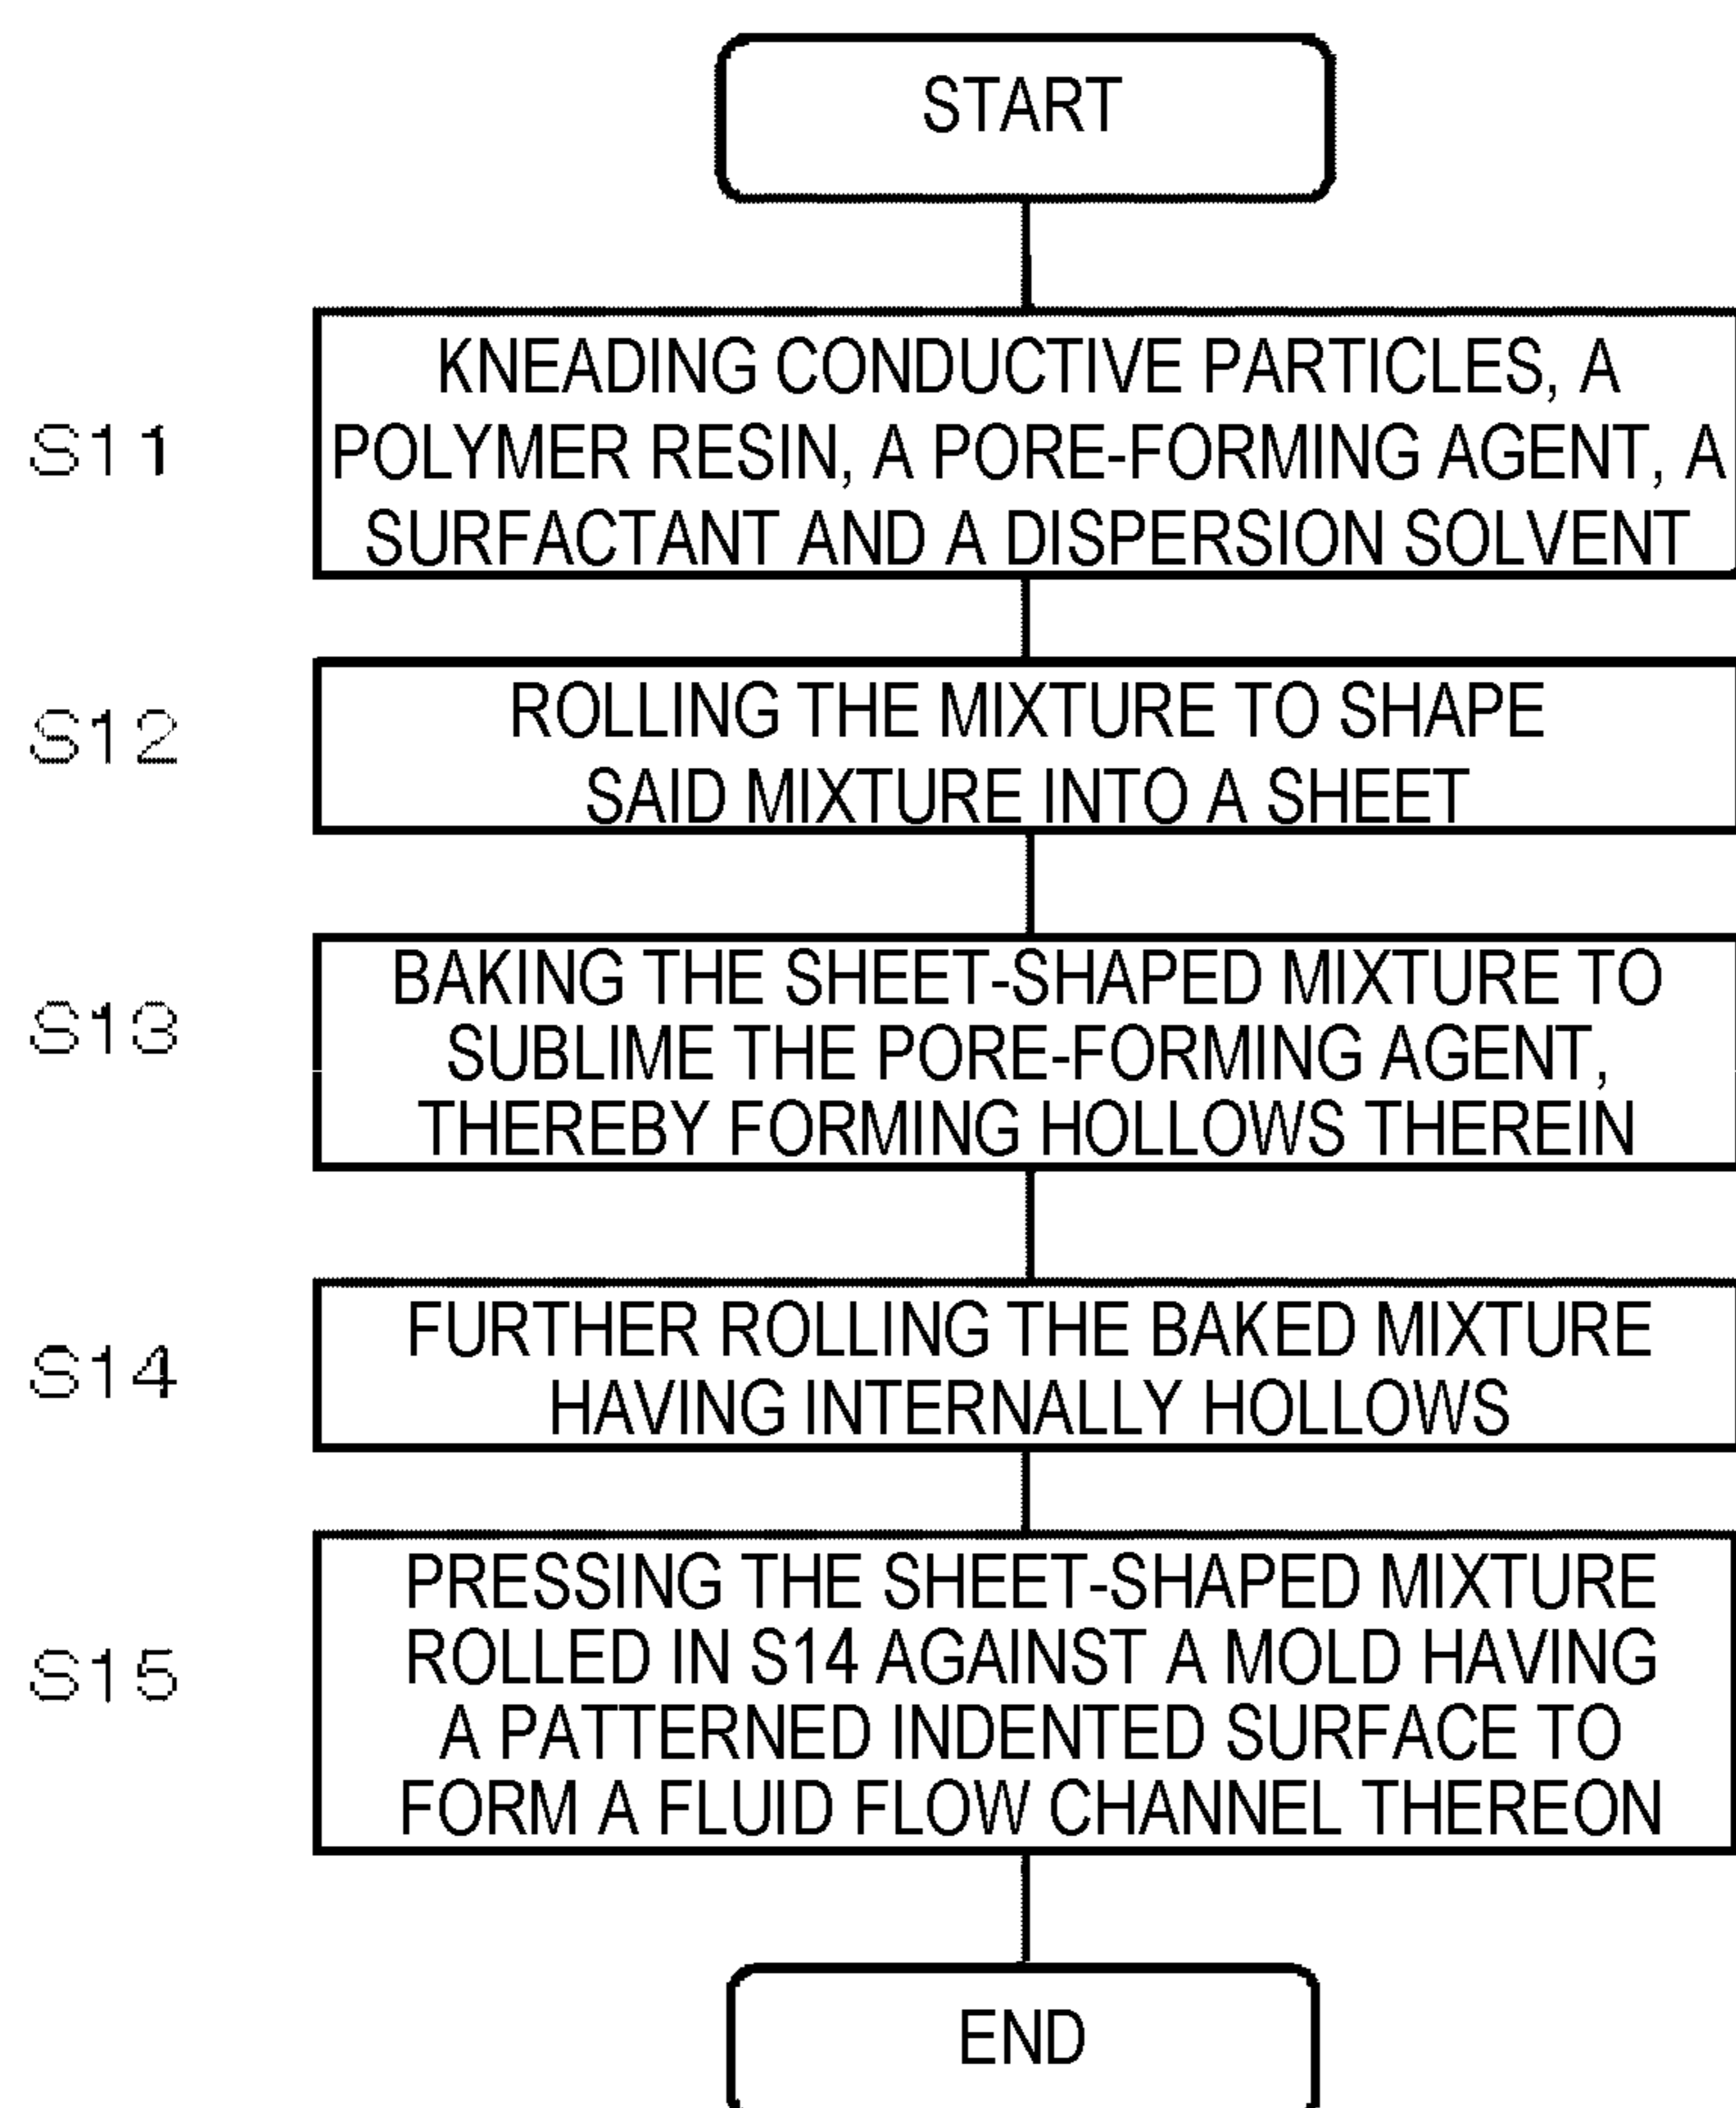 START
S11
KNEADING CONDUCTIVE PARTICLES, A
POLYMER RESIN, A PORE-FORMING AGENT, A
SURFACTANT AND A DISPERSION SOLVENT
S12
ROLLING THE MIXTURE TO SHAPE
SAID MIXTURE INTO A SHEET
S13
BAKING THE SHEET-SHAPED MIXTURE TO
SUBLIME THE PORE-FORMING AGENT,
THEREBY FORMING HOLLOWS THEREIN
S14
FURTHER ROLLING THE BAKED MIXTURE
HAVING INTERNALLY HOLLOWS
S15
PRESSING THE SHEET-SHAPED MIXTURE
ROLLED IN S14 AGAINST A MOLD HAVING
A PATTERNED INDENTED SURFACE TO
FORM A FLUID FLOW CHANNEL THEREON
END